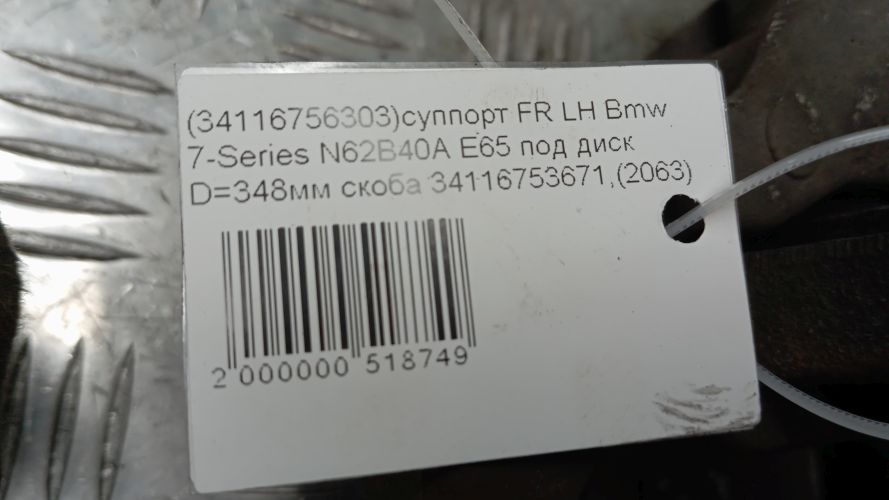 (34116756303)суппорт FR LH Bmw
7-Series N62B40A E65 под диск
D=348мм скоба 34116753671,(2063)
2 000000 518749